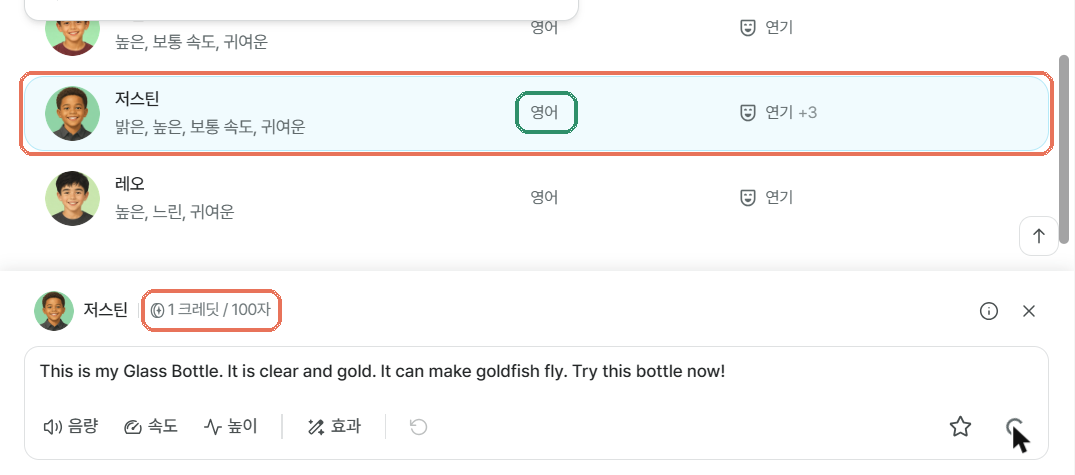 영어
연기
높은, 보통 속도, 귀여운
저스틴
영어
연기 +3
밝은, 높은, 보통 속도, 귀여운
레오
영어
연기
높은, 느린, 귀여운
저스틴
1 크레딧 / 100자
This is my Glass Bottle. It is clear and gold. It can make goldfish fly. Try this bottle now!
음량 속도 높이 효과